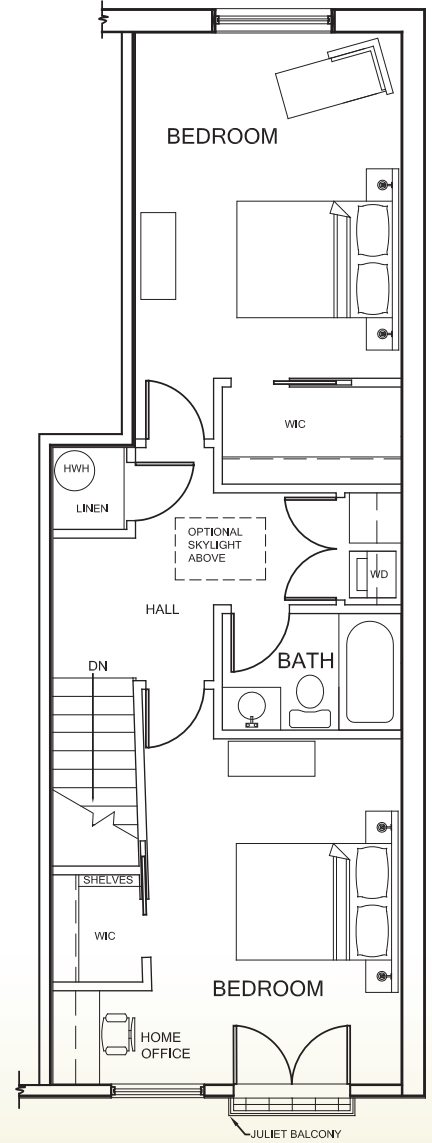 BEDROOM
WIC
HWH
LINEN
OPTIONAL
SKYLIGHT
ABOVE
WD
HALL
BATH
DN
SHELVES
WIC
BEDROOM
HOME
OFFICE
JULIET BALCONY